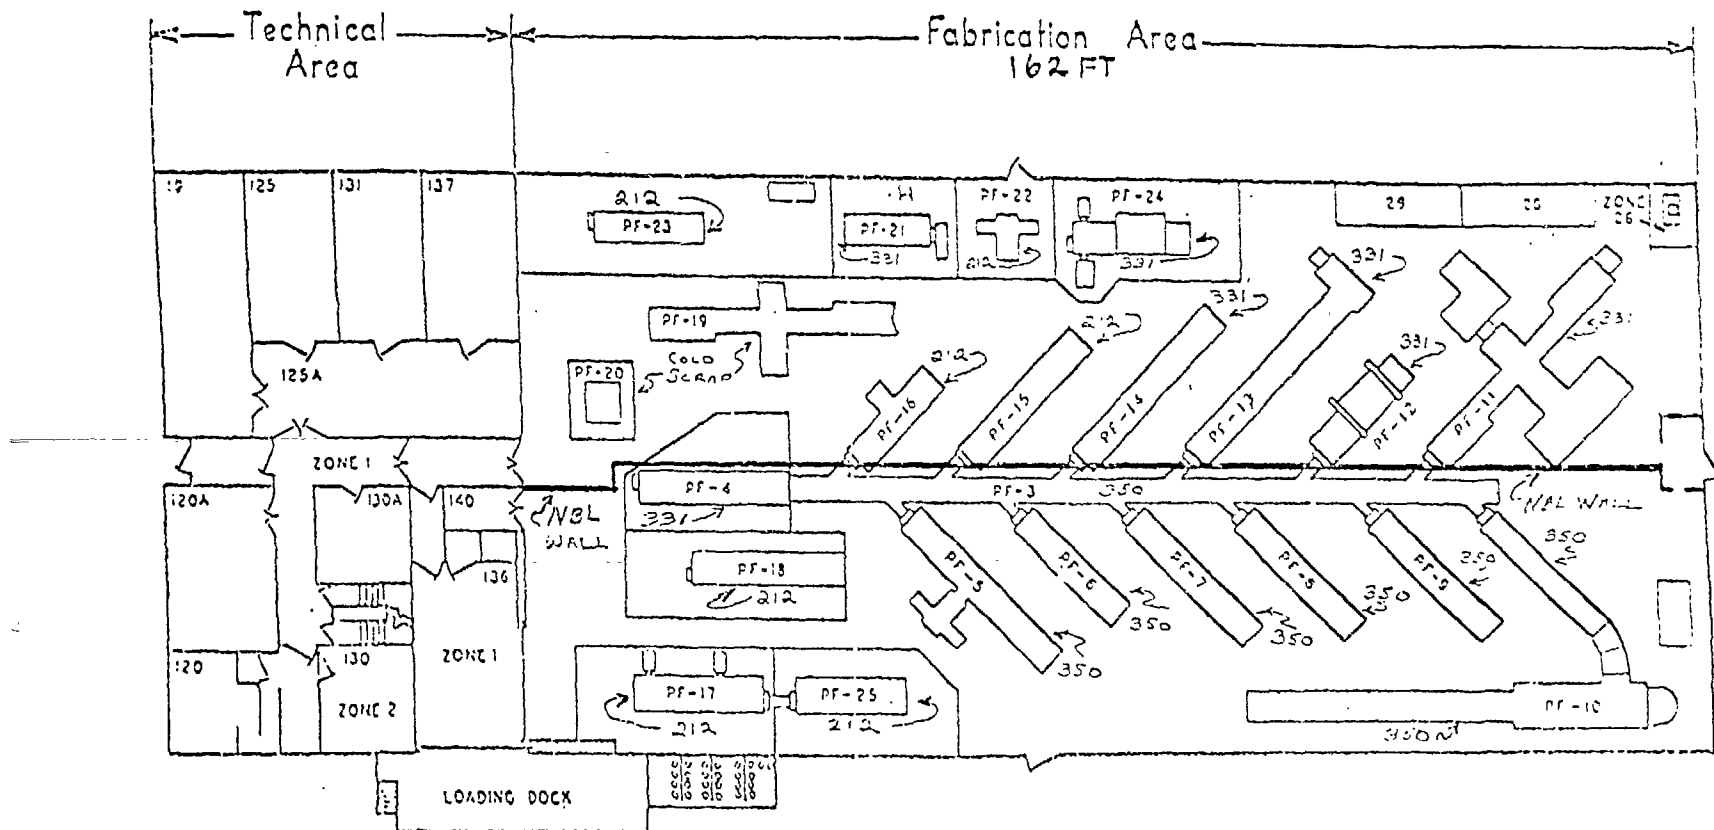 Technical
Area
Fabrication Area
162 FT
19
125
131
137
212
PF-23
PF-21
331
PF-22
212
PF-24
331
29
ZONE
26
PF-19
COLD
SCRAP
PF-20
125A
212
PF-16
212
PF-15
331
PF-14
331
PF-13
331
PF-12
331
PF-11
ZONE 1
120A
130A
140
136
NBL
WALL
PF-4
331
PF-3
350
NBL WALL
PF-18
212
PF-5
350
PF-6
350
PF-7
350
PF-8
350
PF-9
350
350
120
130
ZONE 1
ZONE 2
PF-17
212
PF-25
212
PF-10
350
LOADING DOCK